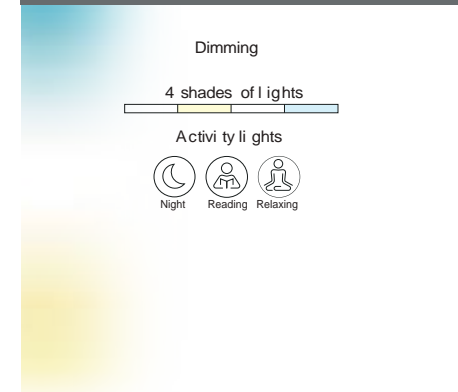 Dimming
4 shades of lights
Activity lights
Night Reading Relaxing